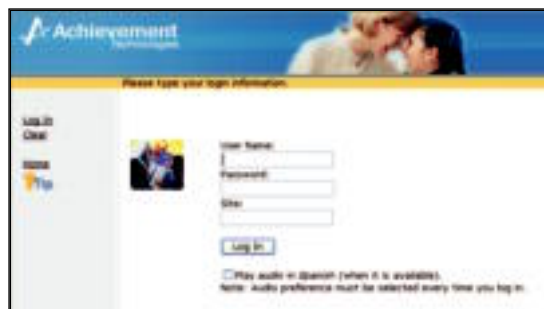 Achievement
Technologies
Please type your login information.
Log In
Clear
Home
Tip
User Name:
Password:
Site:
Log In
Play audio in Spanish (when it is available).
Note: Audio preference must be selected every time you log in.